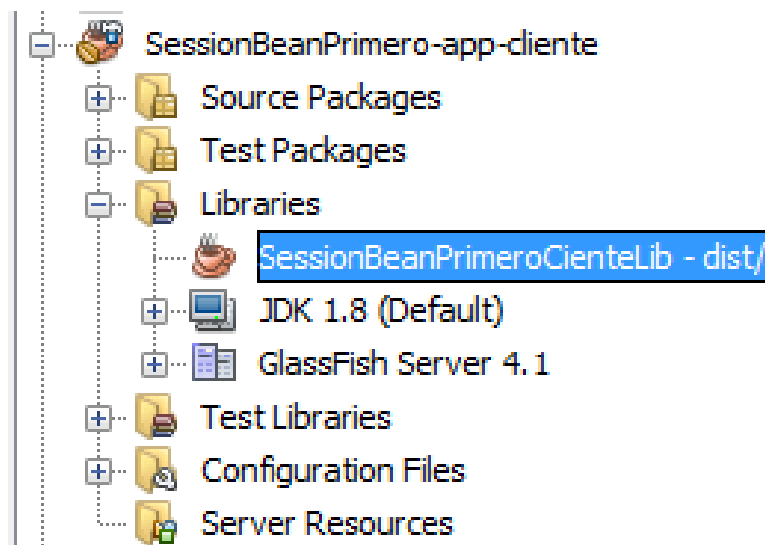 SessionBeanPrimero-app-cliente
Source Packages
Test Packages
Libraries
SessionBeanPrimeroCienteLib - dist/
JDK 1.8 (Default)
GlassFish Server 4.1
Test Libraries
Configuration Files
Server Resources